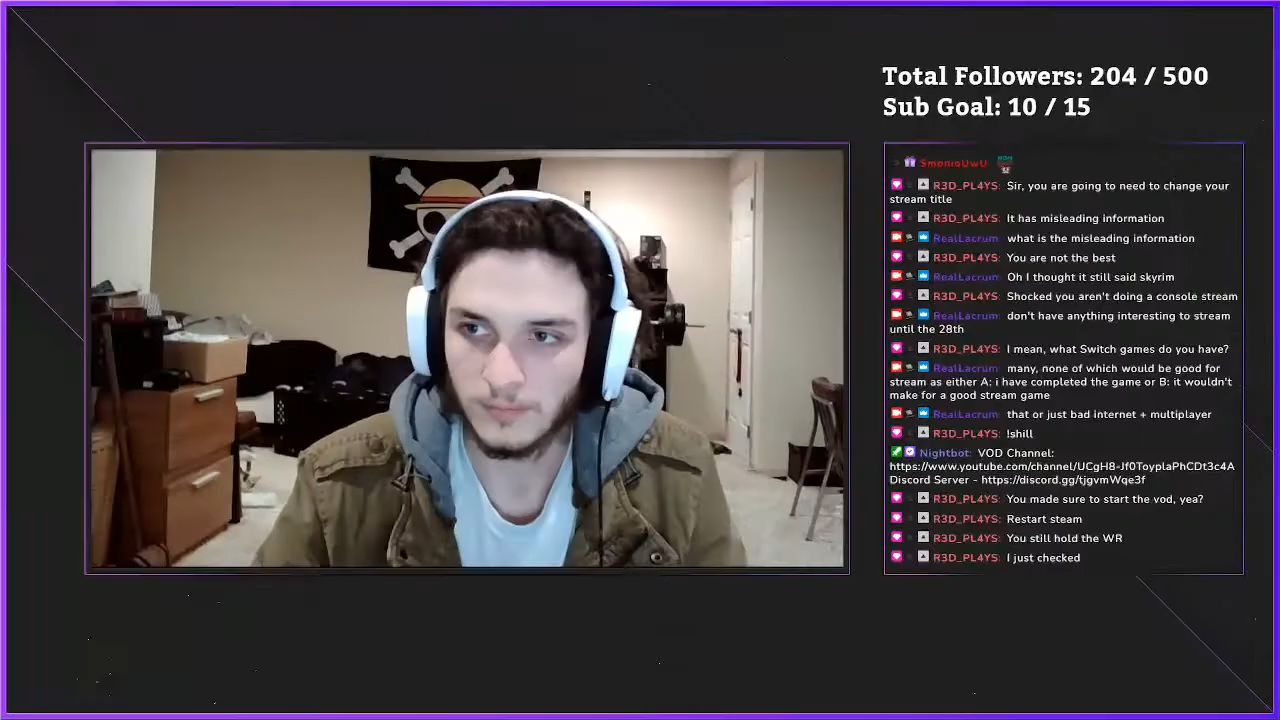 Total Followers: 204 / 500
Sub Goal: 10 / 15
SmoniaUwU
R3D_PL4YS: Sir, you are going to need to change your
stream title
R3D_PL4YS: It has misleading information
RealLacrum: what is the misleading information
R3D_PL4YS: You are not the best
RealLacrum: Oh I thought it still said skyrim
R3D_PL4YS: Shocked you aren't doing a console stream
RealLacrum: don't have anything interesting to stream
until the 28th
R3D_PL4YS: I mean, what Switch games do you have?
RealLacrum: many, none of which would be good for
stream as either A: i have completed the game or B: it wouldn't
make for a good stream game
RealLacrum: that or just bad internet + multiplayer
R3D_PL4YS: !shill
Nightbot: VOD Channel:
https://www.youtube.com/channel/UCgH8-Jf0ToyplaPhCDt3c4A
Discord Server - https://discord.gg/tjgvmWqe3f
R3D_PL4YS: You made sure to start the vod, yea?
R3D_PL4YS: Restart steam
R3D_PL4YS: You still hold the WR
R3D_PL4YS: I just checked